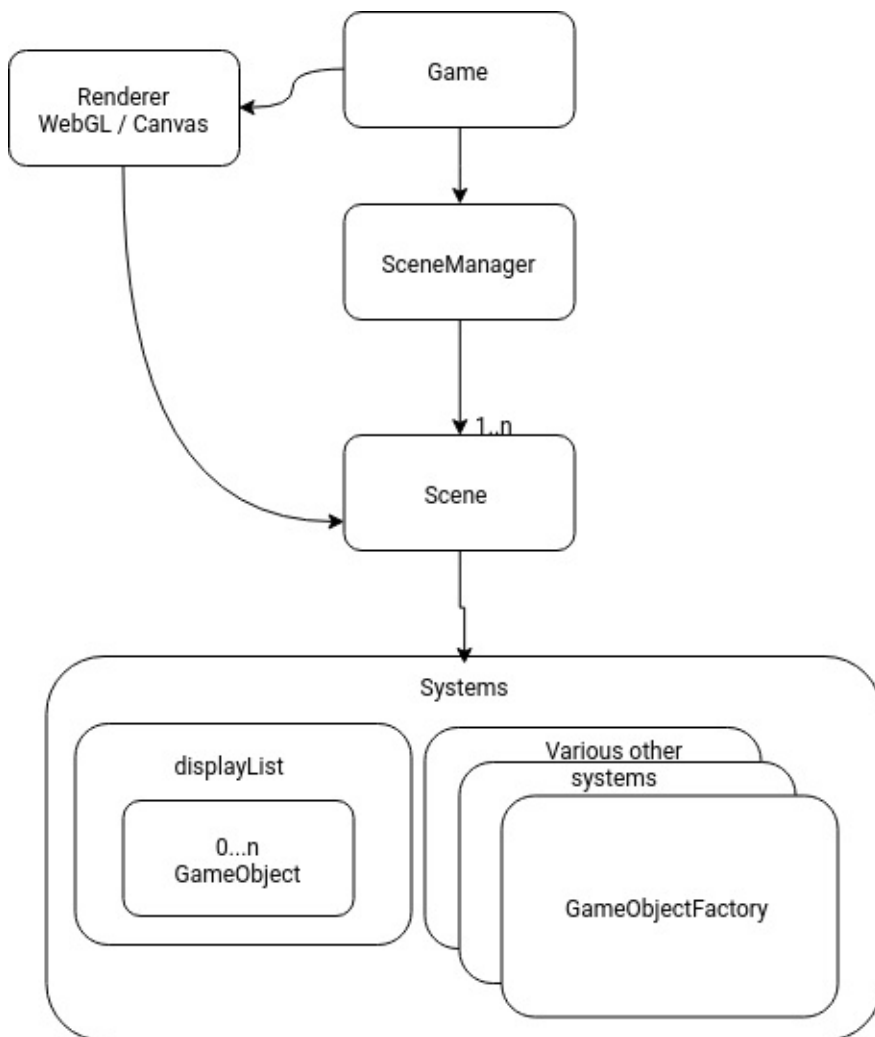 Game
Renderer
WebGL / Canvas
SceneManager
1..n
Scene
Systems
displayList
0...n
GameObject
Various other
systems
GameObjectFactory